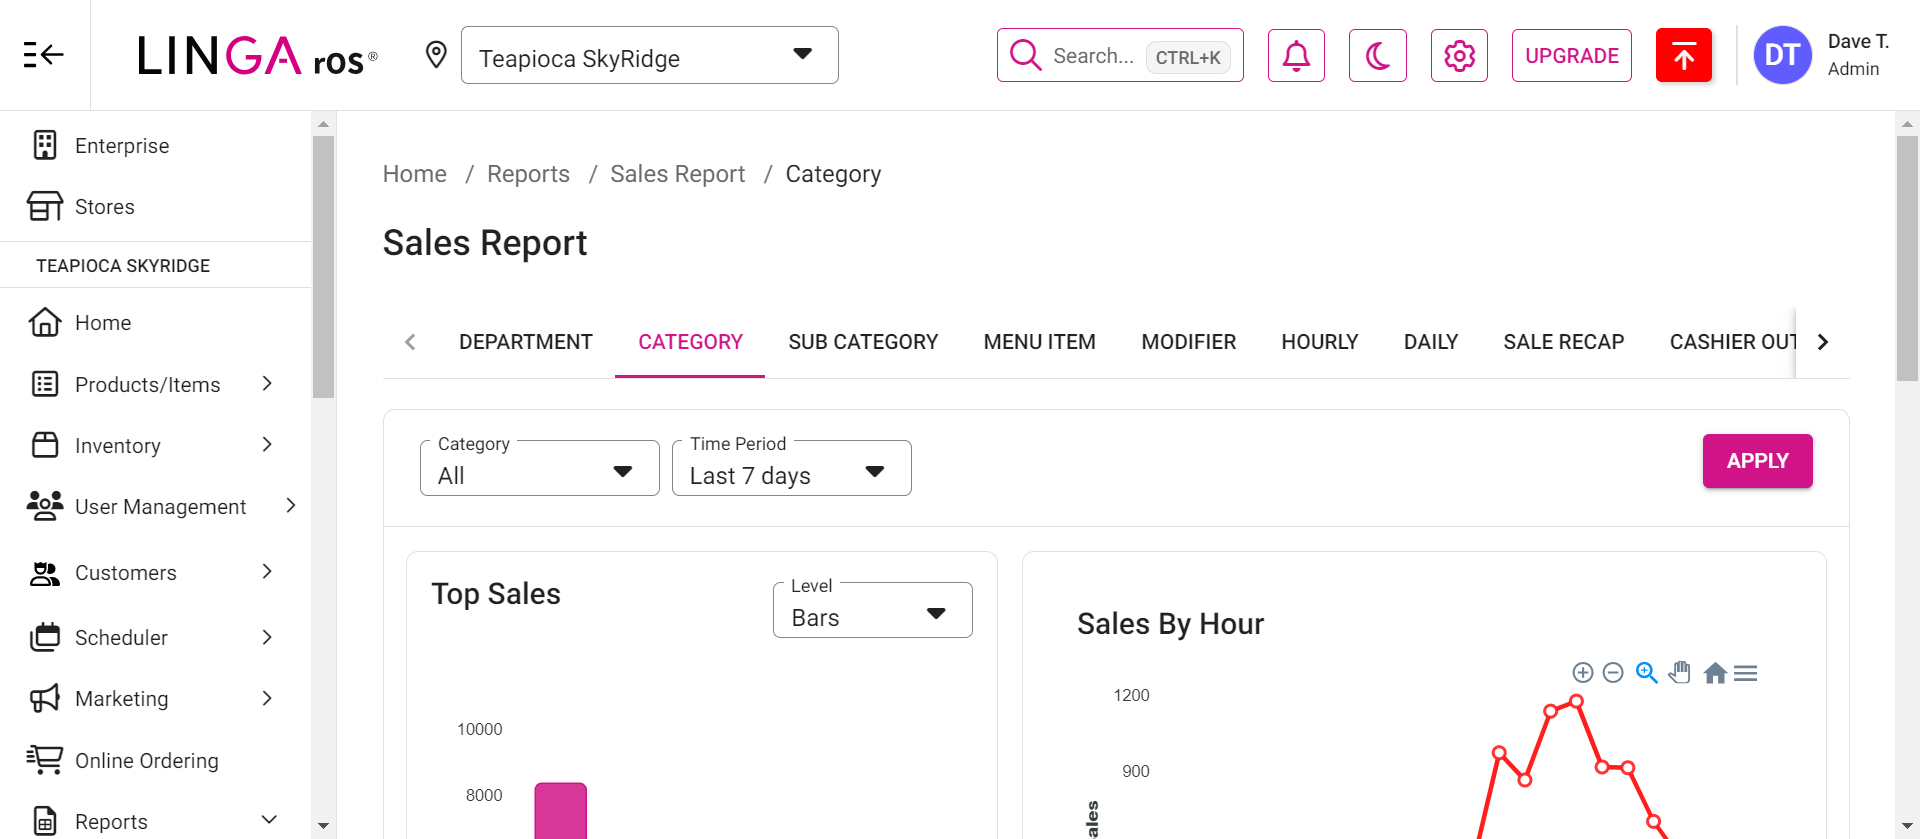 LINGA ros®
Teapioca SkyRidge
Search... CTRL+K
UPGRADE
DT
Dave T.
Admin
Enterprise
Stores
TEAPIOCA SKYRIDGE
Home
Products/Items
Inventory
User Management
Customers
Scheduler
Marketing
Online Ordering
Reports
Home / Reports / Sales Report / Category
Sales Report
DEPARTMENT CATEGORY SUB CATEGORY MENU ITEM MODIFIER HOURLY DAILY SALE RECAP CASHIER OUT
Category
All
Time Period
Last 7 days
APPLY
Top Sales
Level
Bars
10000
8000
Sales By Hour
1200
900